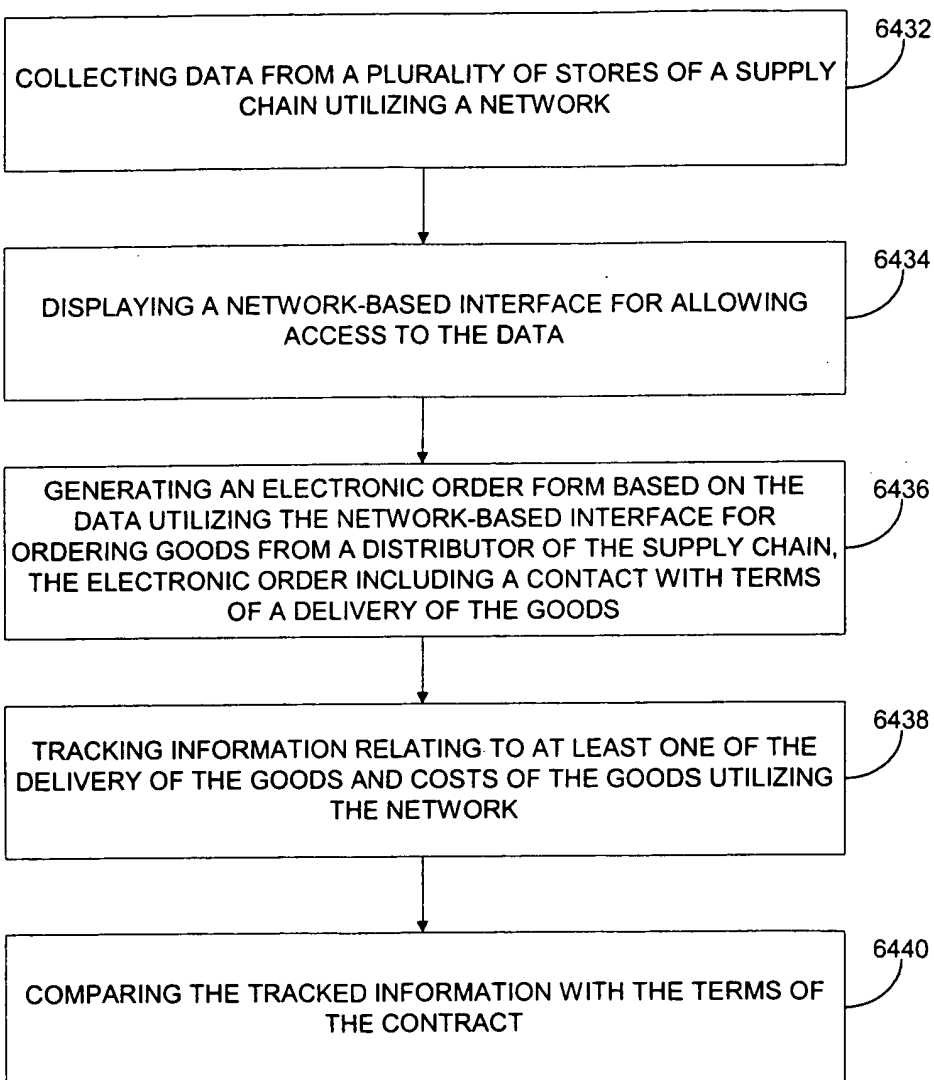 6432
COLLECTING DATA FROM A PLURALITY OF STORES OF A SUPPLY
CHAIN UTILIZING A NETWORK
6434
DISPLAYING A NETWORK-BASED INTERFACE FOR ALLOWING
ACCESS TO THE DATA
6436
GENERATING AN ELECTRONIC ORDER FORM BASED ON THE
DATA UTILIZING THE NETWORK-BASED INTERFACE FOR
ORDERING GOODS FROM A DISTRIBUTOR OF THE SUPPLY CHAIN,
THE ELECTRONIC ORDER INCLUDING A CONTACT WITH TERMS
OF A DELIVERY OF THE GOODS
6438
TRACKING INFORMATION RELATING TO AT LEAST ONE OF THE
DELIVERY OF THE GOODS AND COSTS OF THE GOODS UTILIZING
THE NETWORK
6440
COMPARING THE TRACKED INFORMATION WITH THE TERMS OF
THE CONTRACT